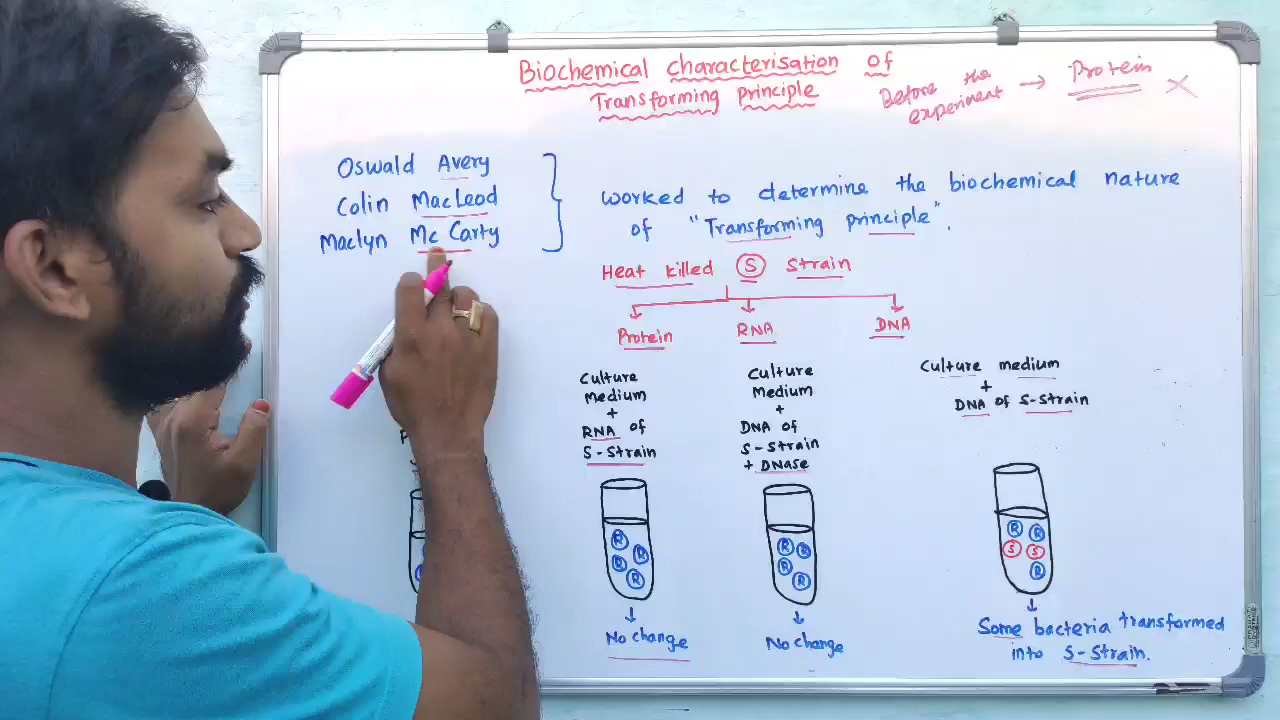 Biochemical characterisation of
Transforming principle
Before the
experiment → Protein ×
Oswald Avery
Colin MacLeod
Maclyn McCarty
worked to determine the biochemical nature
of "Transforming principle".
Heat killed S strain
Protein RNA DNA
Culture
Medium
+
RNA of
S-Strain
Culture
Medium
+
DNA of
S-Strain
+ DNase
Culture medium
+
DNA of S-Strain
R
R
R
R
R
R
R
R
R
R
R R
S S
R
No change
No change
Some bacteria transformed
into S-Strain.